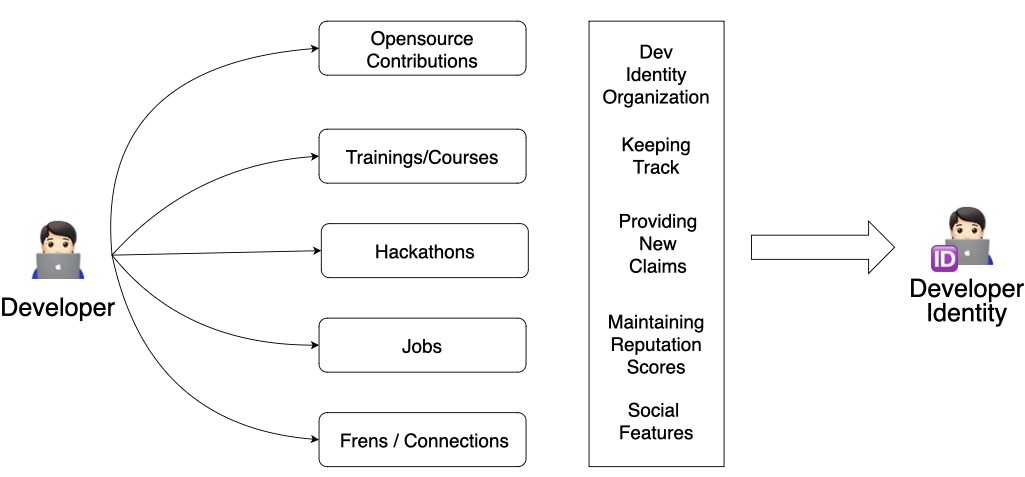 Developer
Opensource
Contributions
Trainings/Courses
Hackathons
Jobs
Frens / Connections
Dev
Identity
Organization
Keeping
Track
Providing
New
Claims
Maintaining
Reputation
Scores
Social
Features
ID
Developer
Identity